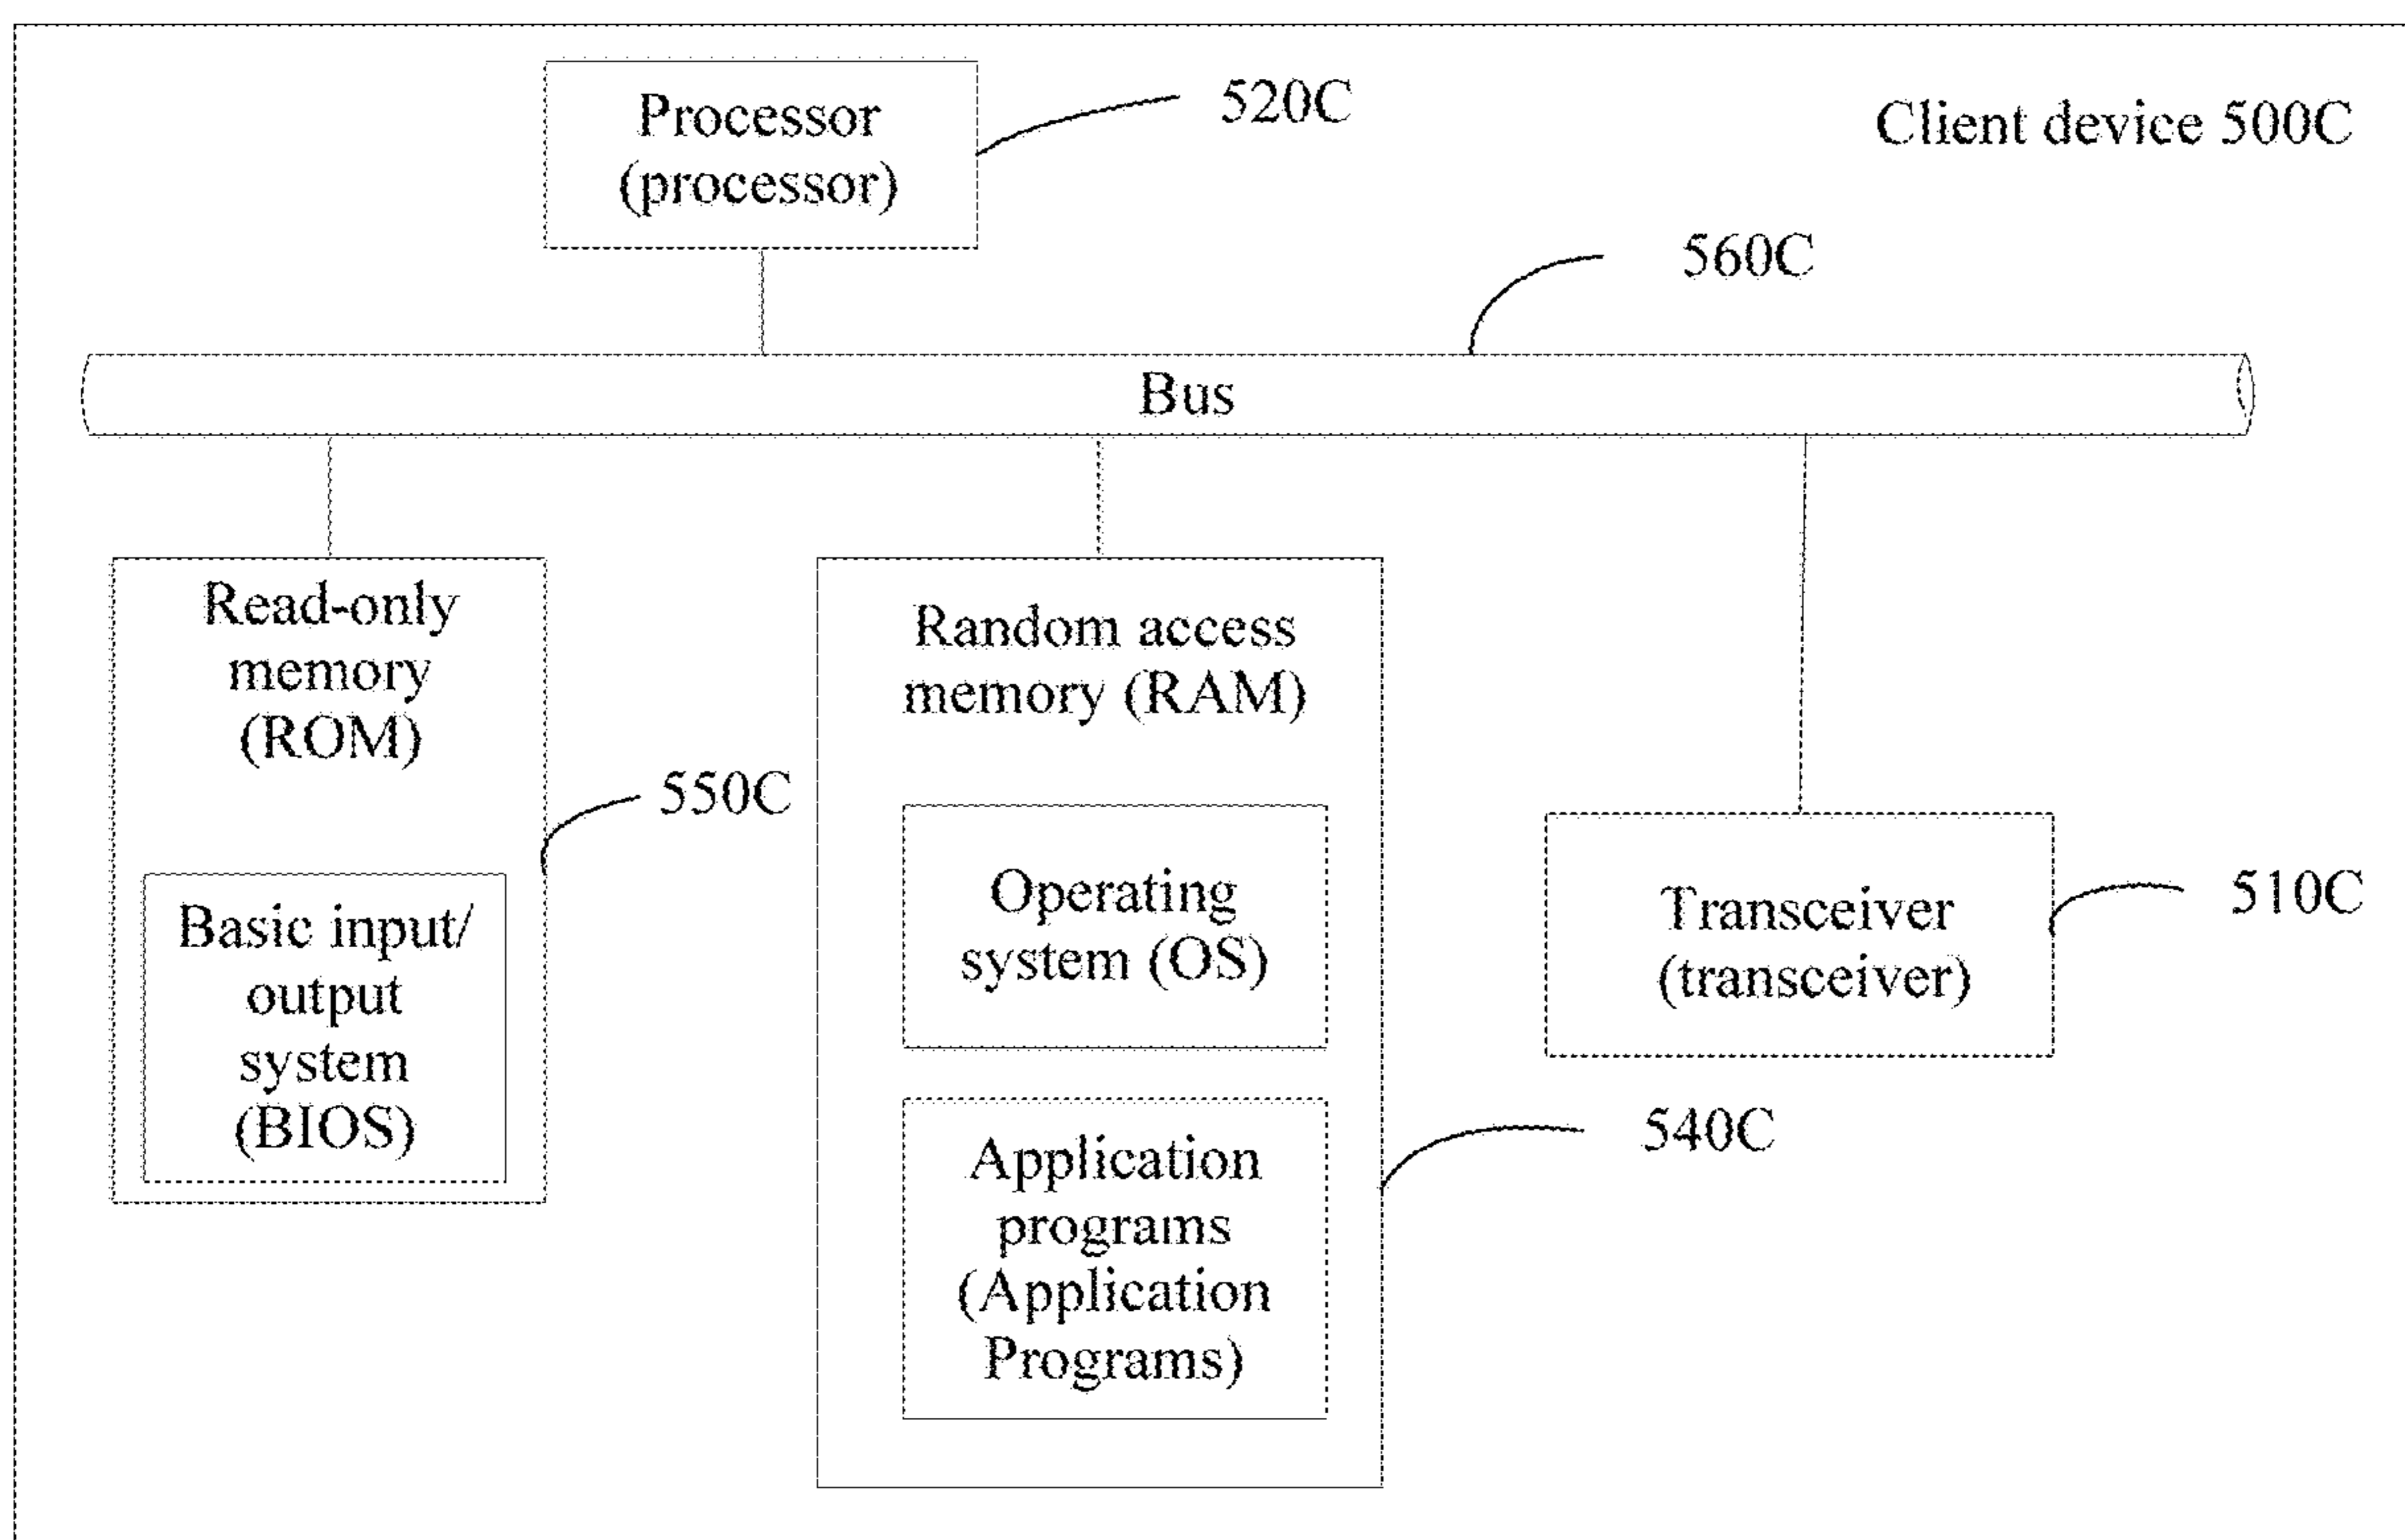 Processor
(processor)
520C
Client device 500C
560C
Bus
Read-only
memory
(ROM)
550C
Basic input/
output
system
(BIOS)
Random access
memory (RAM)
Operating
system (OS)
Application
programs
(Application
Programs)
540C
Transceiver
(transceiver)
510C